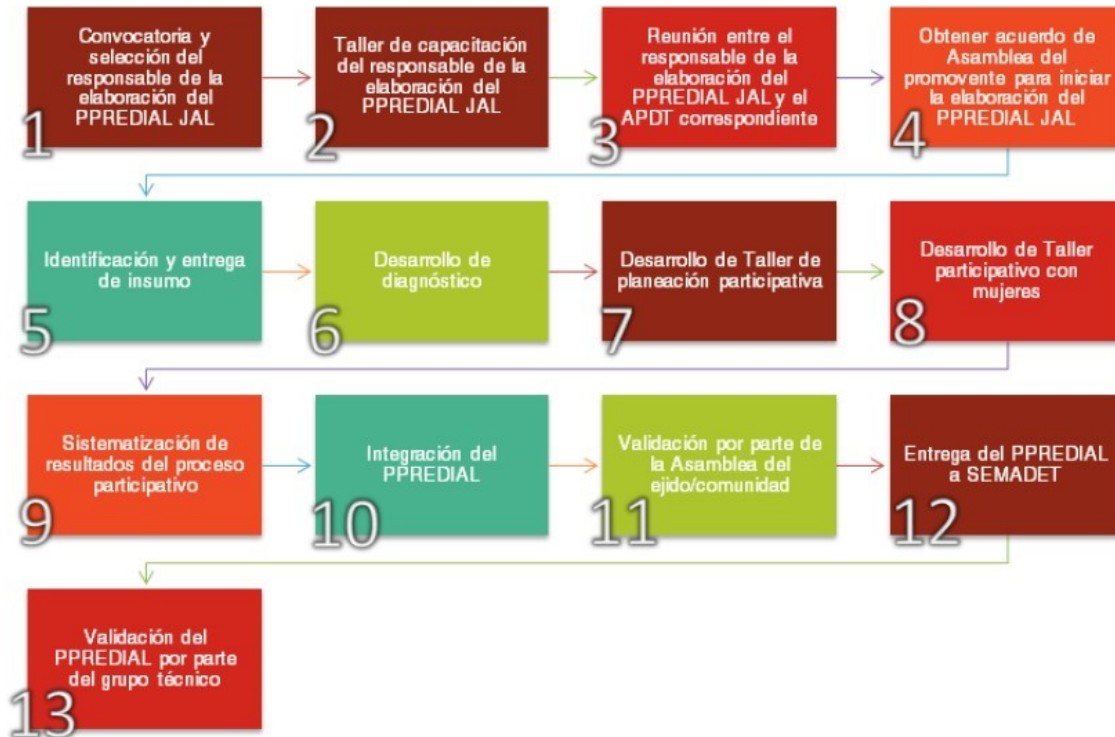 Convocatoria y
selección del
responsable de la
elaboración del
PPREDIAL JAL
1
Taller de capacitación
del responsable de la
elaboración del
PPREDIAL JAL
2
Reunión entre el
responsable de la
elaboración del
PPREDIAL JAL y el
APDT correspondiente
3
Obtener acuerdo de
Asamblea del
promovente para iniciar
la elaboración del
PPREDIAL JAL
4
Identificación y entrega
de insumo
5
Desarrollo de
diagnóstico
6
Desarrollo de Taller de
planeación participativa
7
Desarrollo de Taller
participativo con
mujeres
8
Sistematización de
resultados del proceso
participativo
9
Integración del
PPREDIAL
10
Validación por parte de
la Asamblea del
ejido/comunidad
11
Entrega del PPREDIAL
a SEMADET
12
Validación del
PPREDIAL por parte
del grupo técnico
13